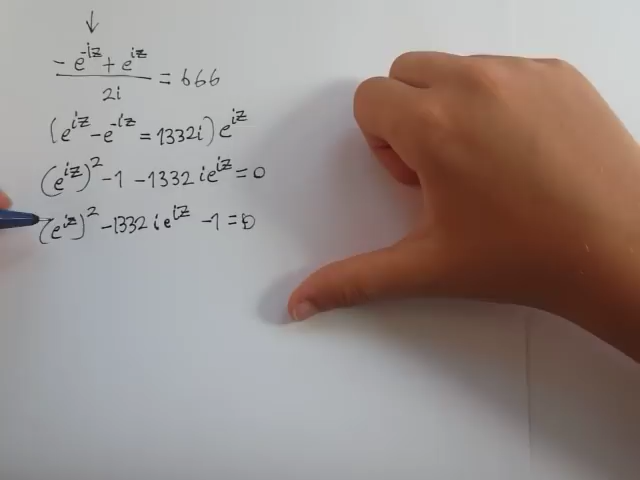 (-e^{-iz} + e^{iz})/2i = 666
(e^{iz} - e^{-iz} = 1332i) e^{iz}
(e^{iz})^2 - 1 - 1332 i e^{iz} = 0
(e^{iz})^2 - 1332 i e^{iz} - 1 = 0